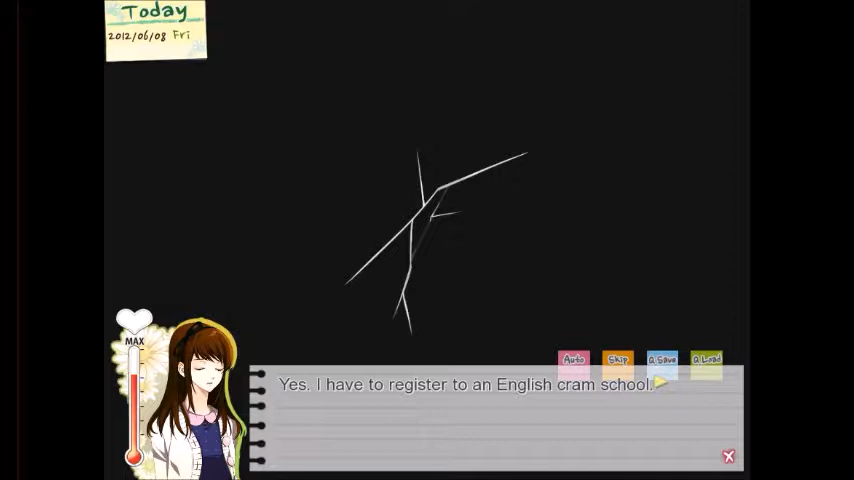 Today
2012/06/08 Fri
MAX
Auto
Skip
Q.Save
Q.Load
Yes. I have to register to an English cram school.